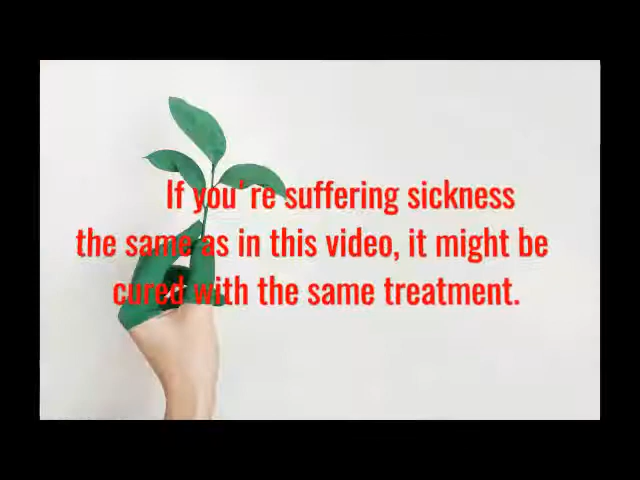 If you´re suffering sickness
the same as in this video, it might be
cured with the same treatment.